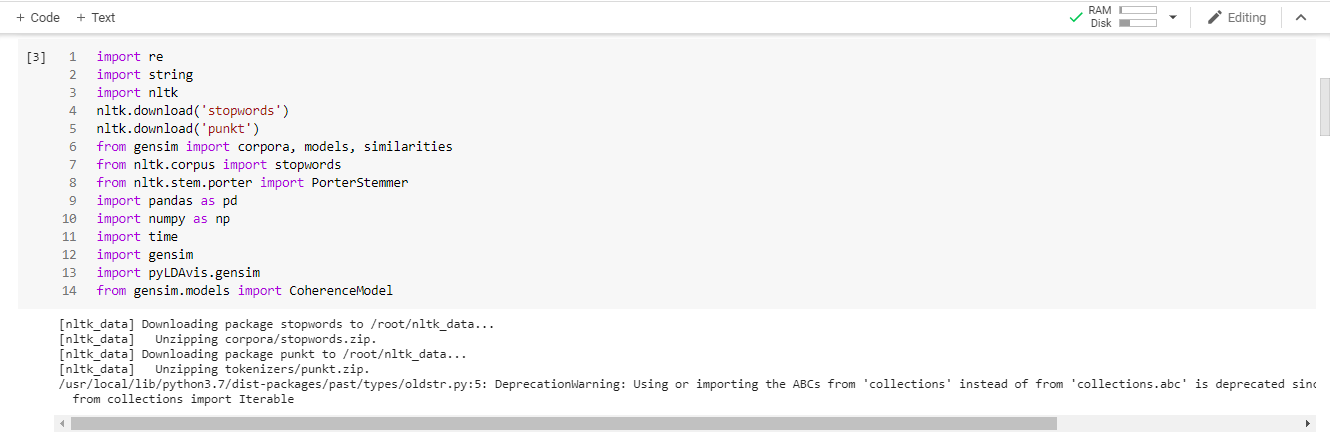 + Code + Text RAM Disk Editing
[3] 1 import re
2 import string
3 import nltk
4 nltk.download('stopwords')
5 nltk.download('punkt')
6 from gensim import corpora, models, similarities
7 from nltk.corpus import stopwords
8 from nltk.stem.porter import PorterStemmer
9 import pandas as pd
10 import numpy as np
11 import time
12 import gensim
13 import pyLDAvis.gensim
14 from gensim.models import CoherenceModel
[nltk_data] Downloading package stopwords to /root/nltk_data...
[nltk_data]   Unzipping corpora/stopwords.zip.
[nltk_data] Downloading package punkt to /root/nltk_data...
[nltk_data]   Unzipping tokenizers/punkt.zip.
/usr/local/lib/python3.7/dist-packages/past/types/oldstr.py:5: DeprecationWarning: Using or importing the ABCs from 'collections' instead of from 'collections.abc' is deprecated sinc
  from collections import Iterable